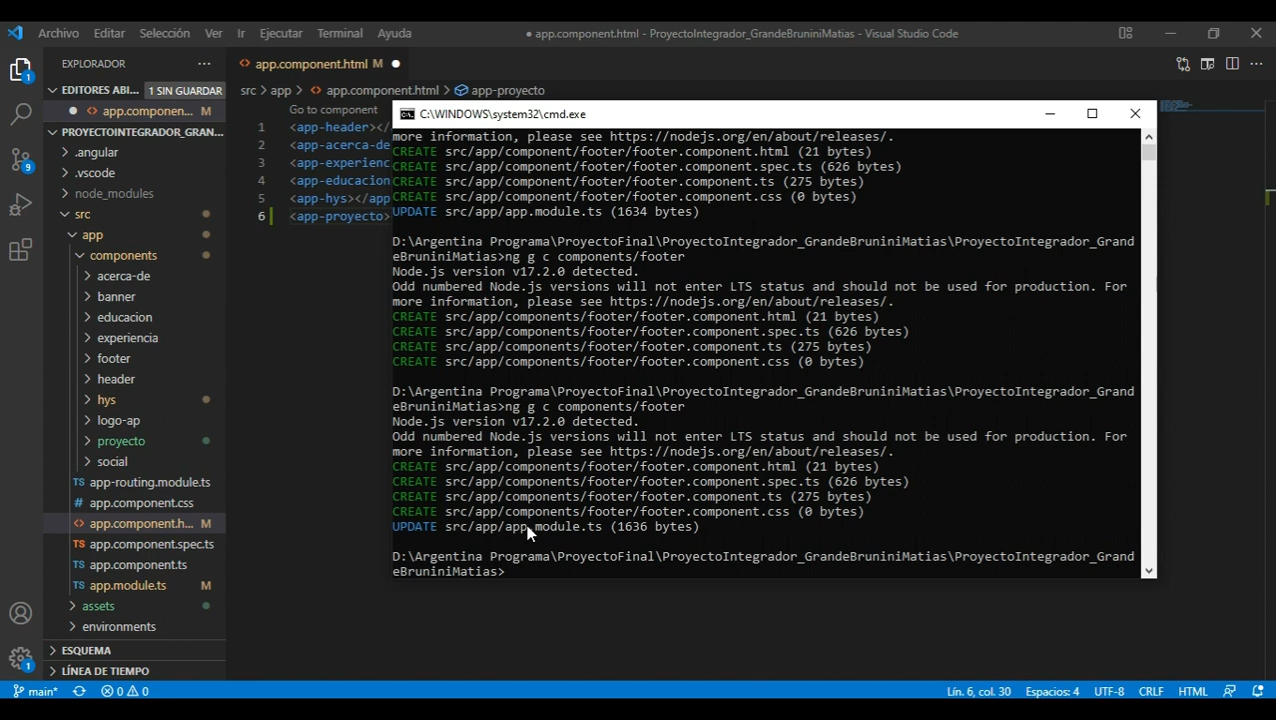 Archivo Editar Selección Ver Ir Ejecutar Terminal Ayuda
● app.component.html - ProyectoIntegrador_GrandeBruniniMatias - Visual Studio Code
EXPLORADOR
app.component.html M
EDITORES ABI... 1 SIN GUARDAR
app.componen... M
src > app > app.component.html > app-proyecto
Go to component
PROYECTOINTEGRADOR_GRAN...
.angular
.vscode
node_modules
src
app
components
acerca-de
banner
educacion
experiencia
footer
header
hys
logo-ap
proyecto
social
TS app-routing.module.ts
# app.component.css
<> app.component.h... M
TS app.component.spec.ts
TS app.component.ts
TS app.module.ts M
assets
environments
ESQUEMA
LÍNEA DE TIEMPO
1 <app-header></
2 <app-acerca-de
3 <app-experienc
4 <app-educacion
5 <app-hys></app
6 <app-proyecto>
C:\WINDOWS\system32\cmd.exe
more information, please see https://nodejs.org/en/about/releases/.
CREATE src/app/component/footer/footer.component.html (21 bytes)
CREATE src/app/component/footer/footer.component.spec.ts (626 bytes)
CREATE src/app/component/footer/footer.component.ts (275 bytes)
CREATE src/app/component/footer/footer.component.css (0 bytes)
UPDATE src/app/app.module.ts (1634 bytes)
D:\Argentina Programa\ProyectoFinal\ProyectoIntegrador_GrandeBruniniMatias\ProyectoIntegrador_Grand
eBruniniMatias>ng g c components/footer
Node.js version v17.2.0 detected.
Odd numbered Node.js versions will not enter LTS status and should not be used for production. For
more information, please see https://nodejs.org/en/about/releases/.
CREATE src/app/components/footer/footer.component.html (21 bytes)
CREATE src/app/components/footer/footer.component.spec.ts (626 bytes)
CREATE src/app/components/footer/footer.component.ts (275 bytes)
CREATE src/app/components/footer/footer.component.css (0 bytes)
D:\Argentina Programa\ProyectoFinal\ProyectoIntegrador_GrandeBruniniMatias\ProyectoIntegrador_Grand
eBruniniMatias>ng g c components/footer
Node.js version v17.2.0 detected.
Odd numbered Node.js versions will not enter LTS status and should not be used for production. For
more information, please see https://nodejs.org/en/about/releases/.
CREATE src/app/components/footer/footer.component.html (21 bytes)
CREATE src/app/components/footer/footer.component.spec.ts (626 bytes)
CREATE src/app/components/footer/footer.component.ts (275 bytes)
CREATE src/app/components/footer/footer.component.css (0 bytes)
UPDATE src/app/app.module.ts (1636 bytes)
D:\Argentina Programa\ProyectoFinal\ProyectoIntegrador_GrandeBruniniMatias\ProyectoIntegrador_Grand
eBruniniMatias>
1
9
1
main* 0 0
Lín. 6, col. 30 Espacios: 4 UTF-8 CRLF HTML